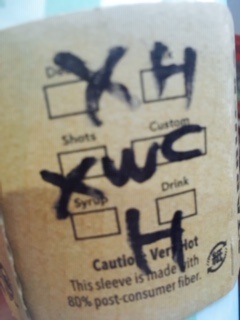 XH
Shots
Custom
XWC
Syrup
Drink
H
Caution: Very Hot
This sleeve is made with
80% post-consumer fiber.